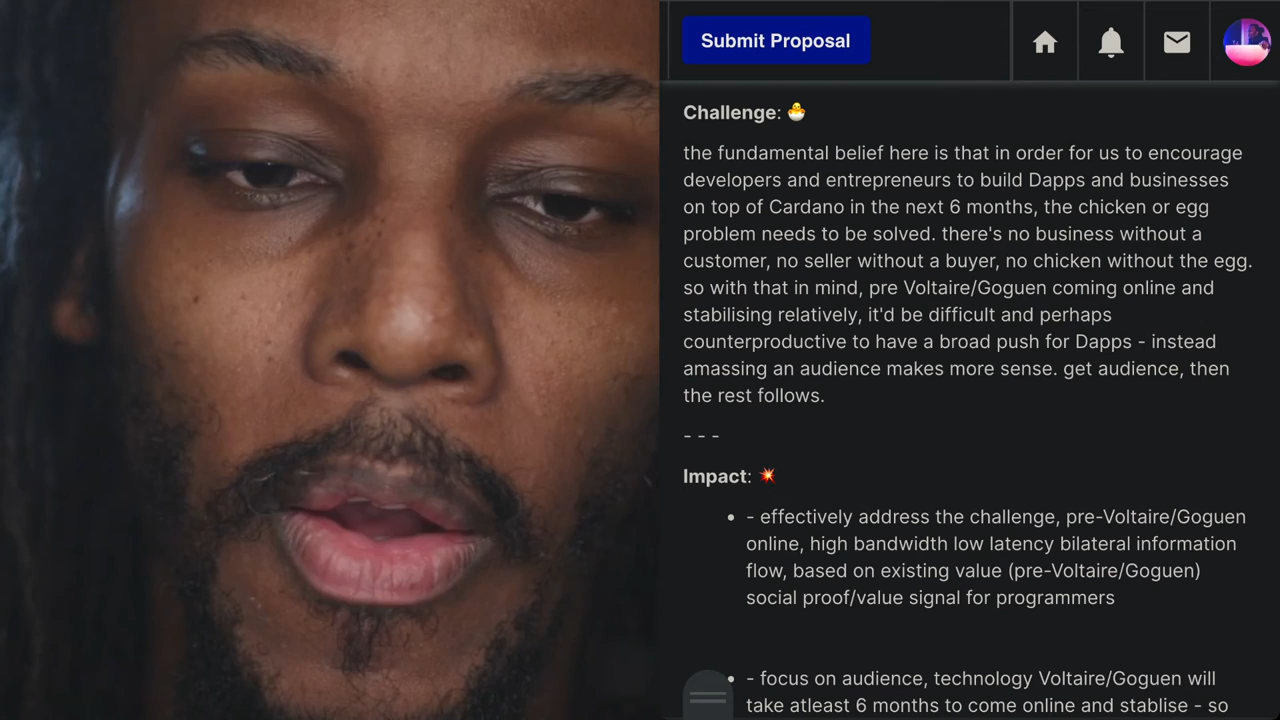 Submit Proposal
Challenge: 🐣
the fundamental belief here is that in order for us to encourage
developers and entrepreneurs to build Dapps and businesses
on top of Cardano in the next 6 months, the chicken or egg
problem needs to be solved. there's no business without a
customer, no seller without a buyer, no chicken without the egg.
so with that in mind, pre Voltaire/Goguen coming online and
stabilising relatively, it'd be difficult and perhaps
counterproductive to have a broad push for Dapps - instead
amassing an audience makes more sense. get audience, then
the rest follows.
- - -
Impact: 💥
• - effectively address the challenge, pre-Voltaire/Goguen
online, high bandwidth low latency bilateral information
flow, based on existing value (pre-Voltaire/Goguen)
social proof/value signal for programmers
• - focus on audience, technology Voltaire/Goguen will
take atleast 6 months to come online and stablise - so